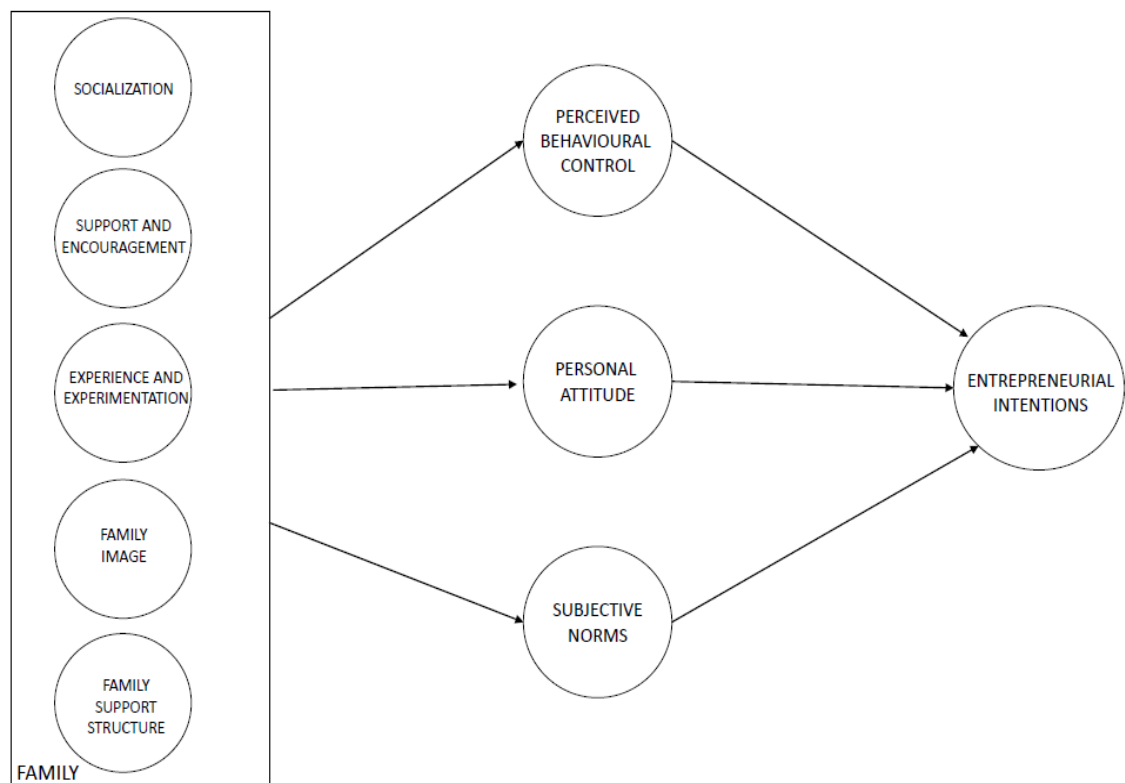 SOCIALIZATION
SUPPORT AND
ENCOURAGEMENT
EXPERIENCE AND
EXPERIMENTATION
FAMILY
IMAGE
FAMILY
SUPPORT
STRUCTURE
FAMILY
PERCEIVED
BEHAVIOURAL
CONTROL
PERSONAL
ATTITUDE
SUBJECTIVE
NORMS
ENTREPRENEURIAL
INTENTIONS